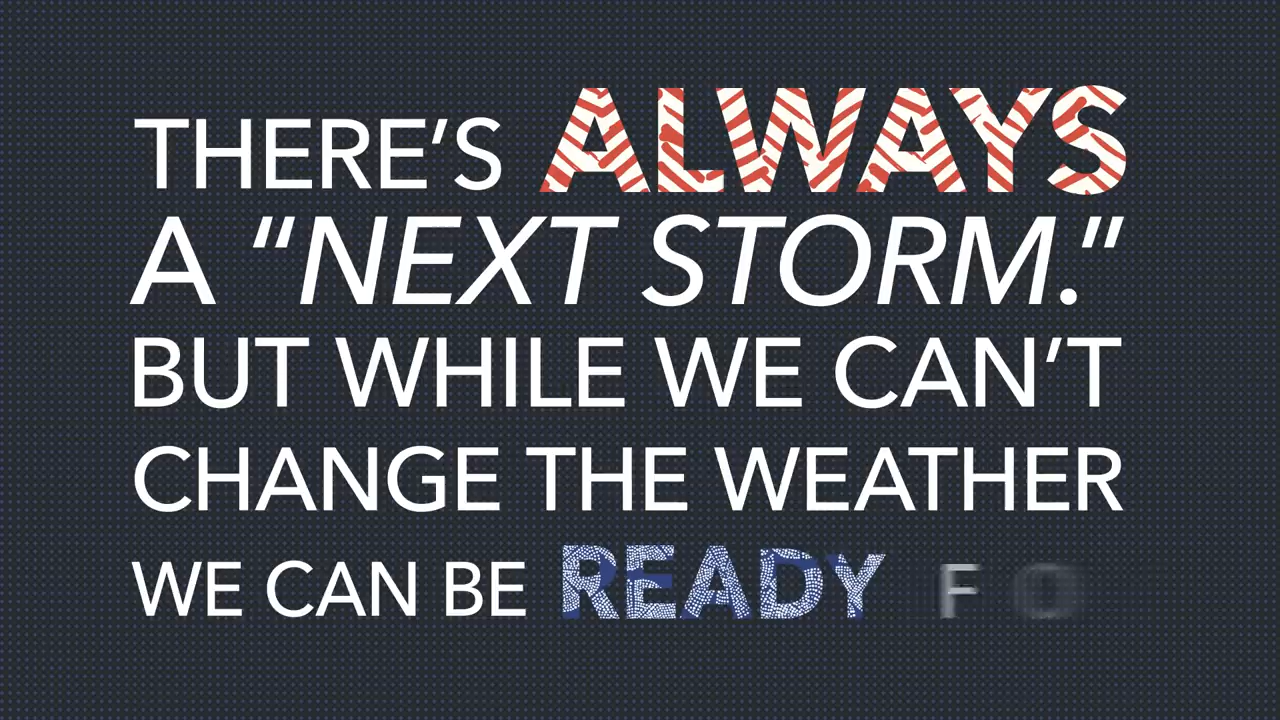 THERE’S ALWAYS
A “NEXT STORM.”
BUT WHILE WE CAN’T
CHANGE THE WEATHER
WE CAN BE READY